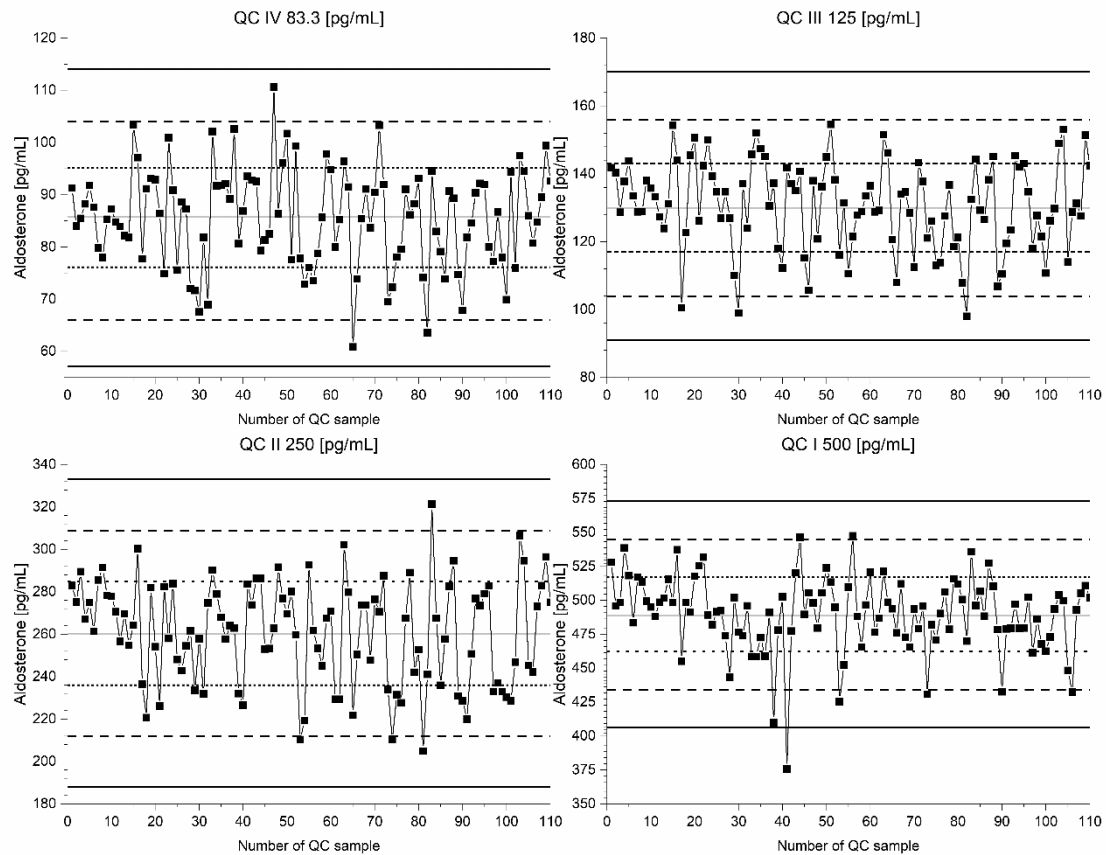 QC IV 83.3 [pg/mL]
120
110
100
90
80
70
60
Aldosterone [pg/mL]
0 10 20 30 40 50 60 70 80 90 100 110
Number of QC sample
QC III 125 [pg/mL]
180
160
140
120
100
80
Aldosterone [pg/mL]
0 10 20 30 40 50 60 70 80 90 100 110
Number of QC sample
QC II 250 [pg/mL]
340
320
300
280
260
240
220
200
180
Aldosterone [pg/mL]
0 10 20 30 40 50 60 70 80 90 100 110
Number of QC sample
QC I 500 [pg/mL]
600
575
550
525
500
475
450
425
400
375
350
Aldosterone [pg/mL]
0 10 20 30 40 50 60 70 80 90 100 110
Number of QC sample